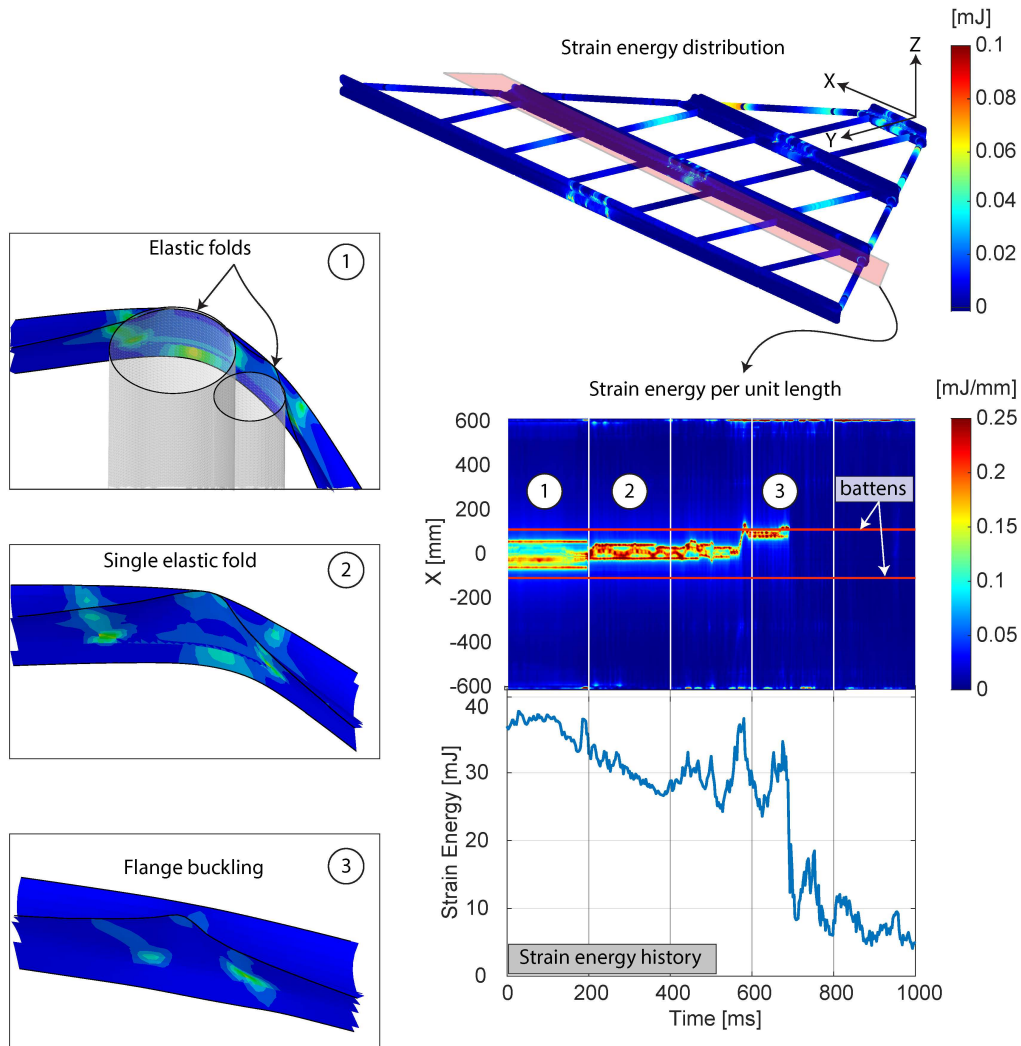 [mJ]
Strain energy distribution
Z
X
Y
0.1
0.08
0.06
0.04
0.02
0
Elastic folds
1
Single elastic fold
2
Flange buckling
3
Strain energy per unit length
[mJ/mm]
600
400
200
0
-200
-400
-600
X [mm]
1
2
3
battens
0.25
0.2
0.15
0.1
0.05
0
40
30
20
10
0
Strain Energy [mJ]
Strain energy history
0 200 400 600 800 1000
Time [ms]